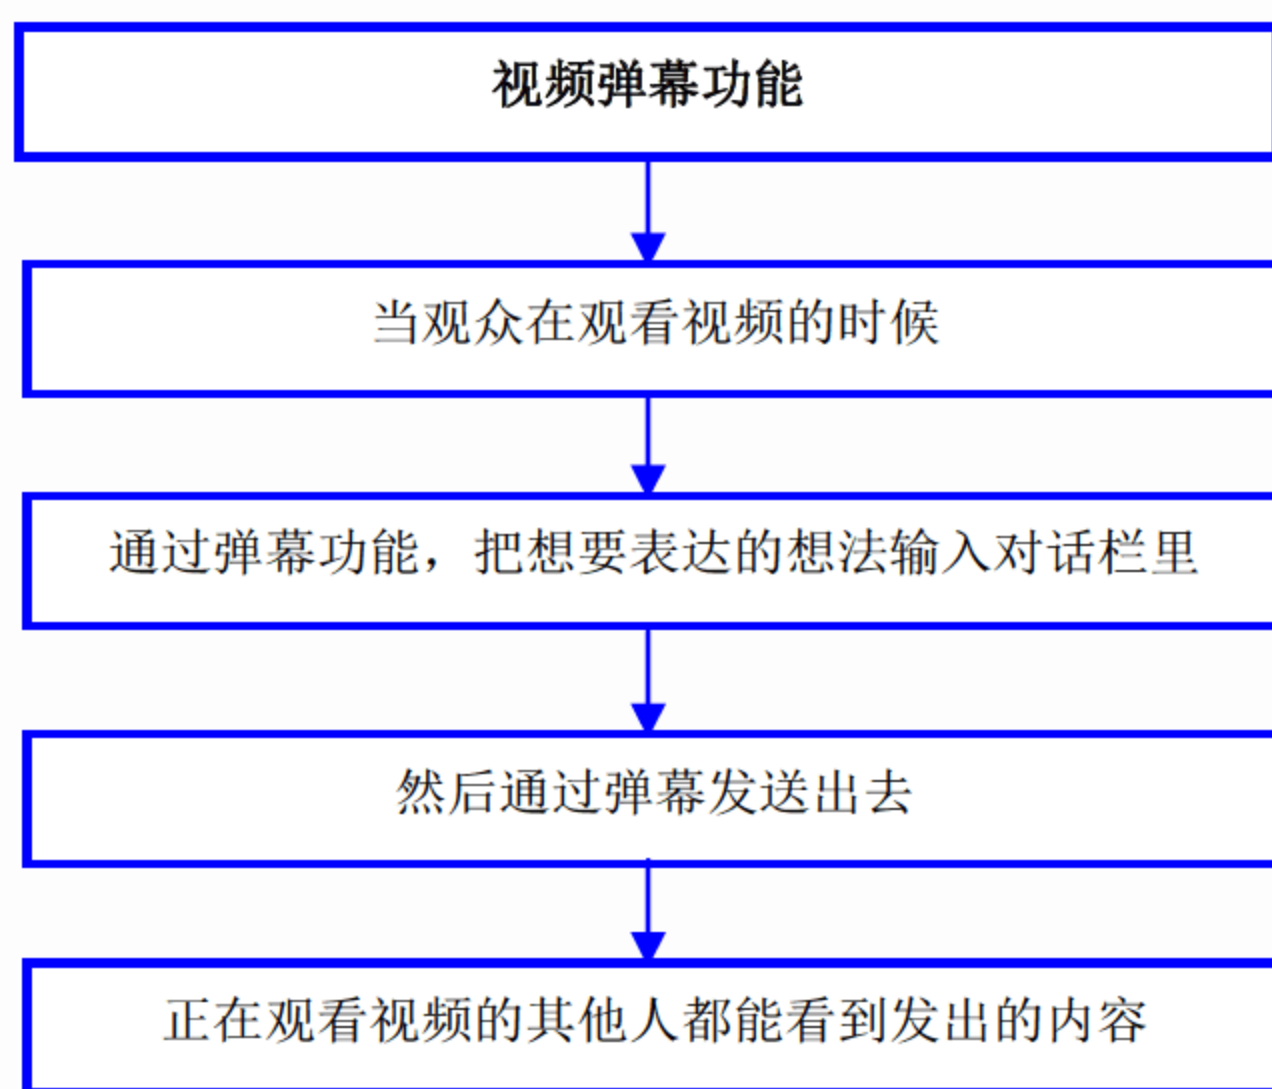 视频弹幕功能
当观众在观看视频的时候
通过弹幕功能，把想要表达的想法输入对话栏里
然后通过弹幕发送出去
正在观看视频的其他人都能看到发出的内容